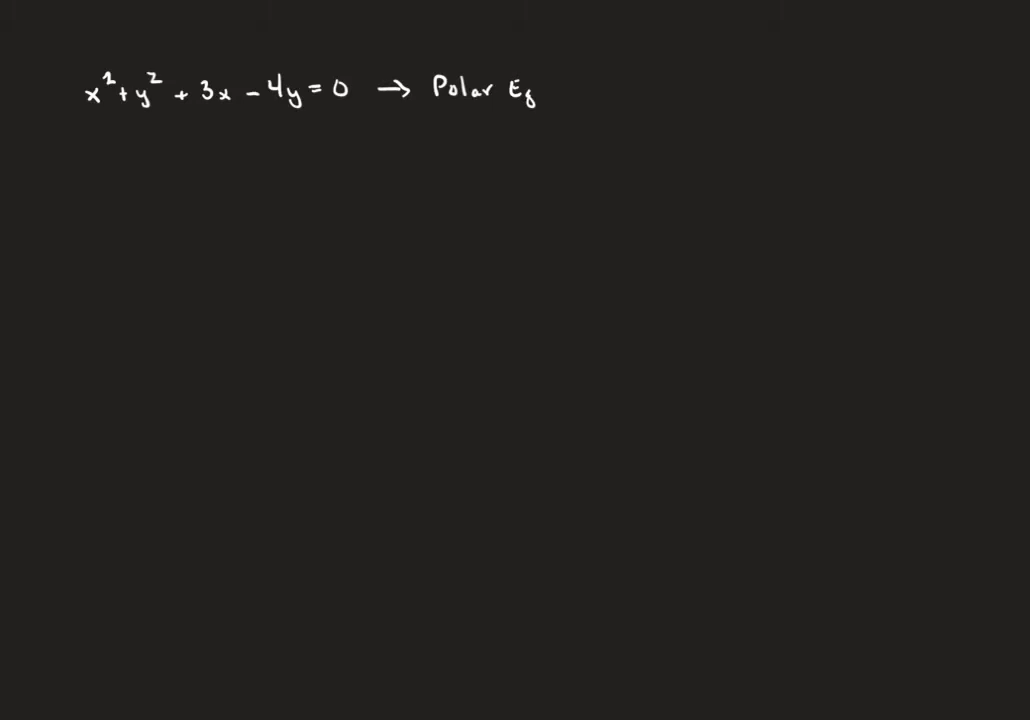 x² + y² + 3x - 4y = 0 → Polar Eq